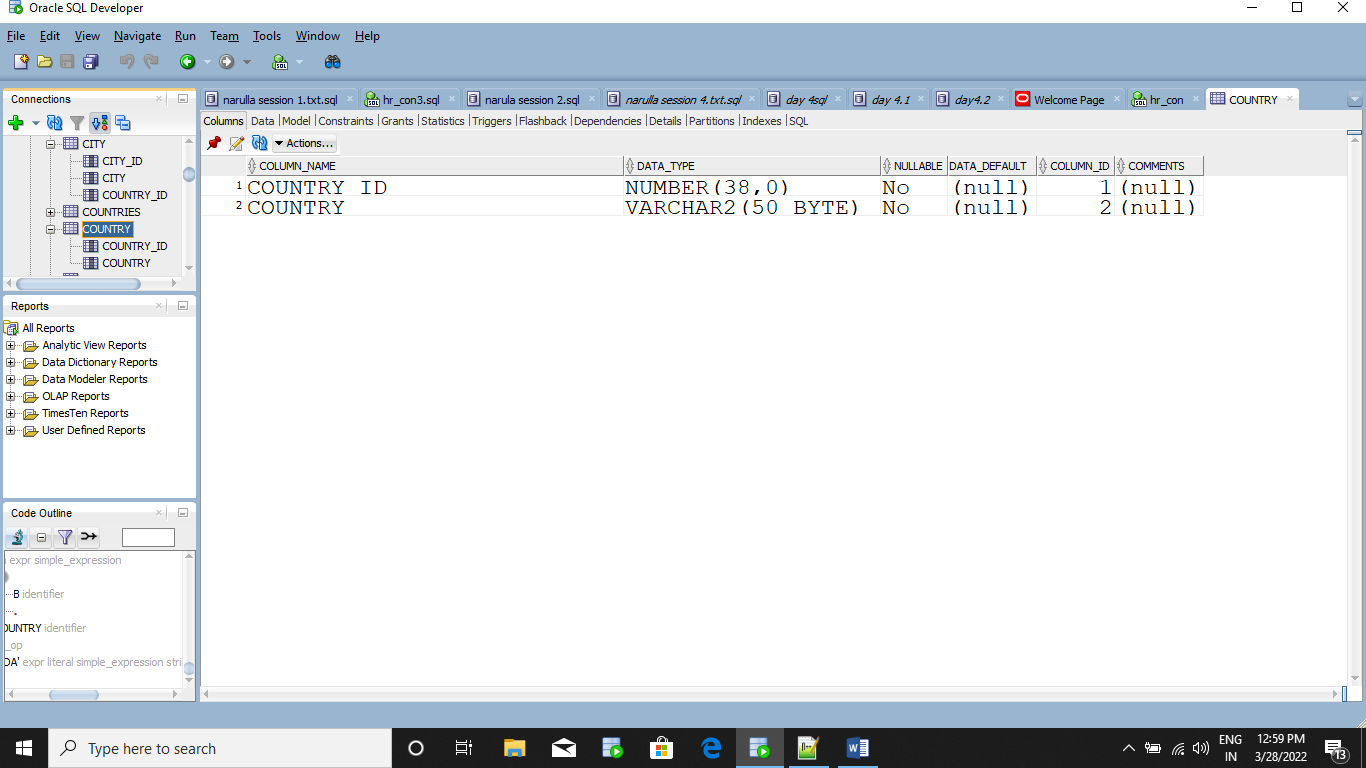 Oracle SQL Developer
File Edit View Navigate Run Team Tools Window Help
Connections
narulla session 1.txt.sql hr_con3.sql narula session 2.sql narulla session 4.txt.sql day 4sql day 4.1 day4.2 Welcome Page hr_con COUNTRY
Columns Data Model Constraints Grants Statistics Triggers Flashback Dependencies Details Partitions Indexes SQL
Actions...
COLUMN_NAME DATA_TYPE NULLABLE DATA_DEFAULT COLUMN_ID COMMENTS
1 COUNTRY ID NUMBER(38,0) No (null) 1 (null)
2 COUNTRY VARCHAR2(50 BYTE) No (null) 2 (null)
CITY
CITY_ID
CITY
COUNTRY_ID
COUNTRIES
COUNTRY
COUNTRY_ID
COUNTRY
Reports
All Reports
Analytic View Reports
Data Dictionary Reports
Data Modeler Reports
OLAP Reports
TimesTen Reports
User Defined Reports
Code Outline
expr simple_expression
B identifier
.
OUNTRY identifier
_op
DA' expr literal simple_expression stri
Type here to search
ENG
IN
12:59 PM
3/28/2022
13